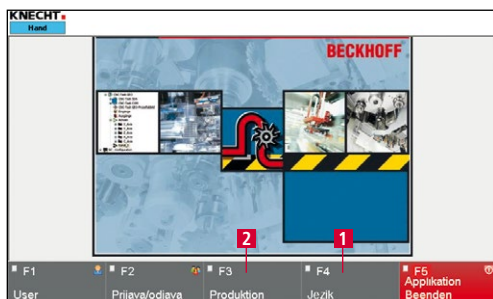 KNECHT
Hand
BECKHOFF
2
1
F1
F2
F3
F4
F5
User
Prijava/odjava
Produktion
Jezik
Applikation
Beenden